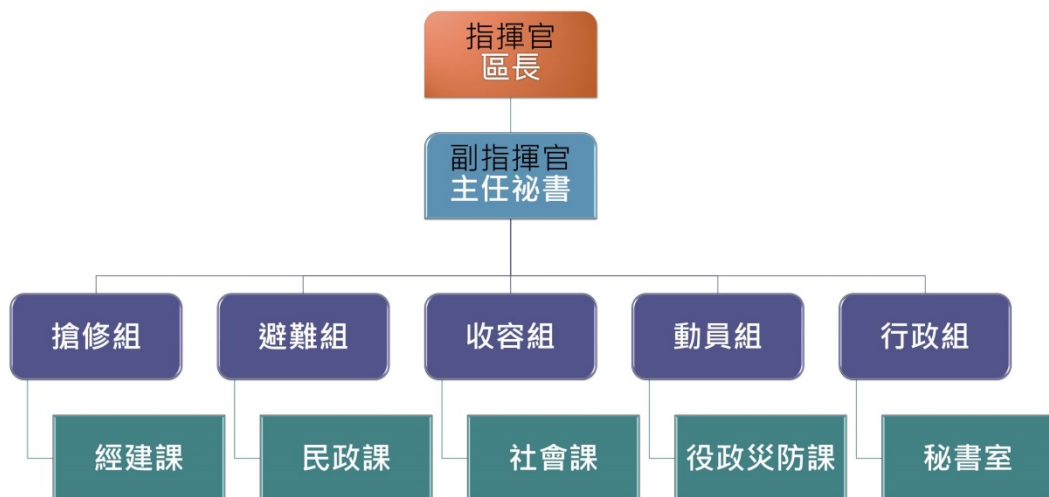 指揮官
區長
副指揮官
主任祕書
搶修組
避難組
收容組
動員組
行政組
經建課
民政課
社會課
役政災防課
秘書室